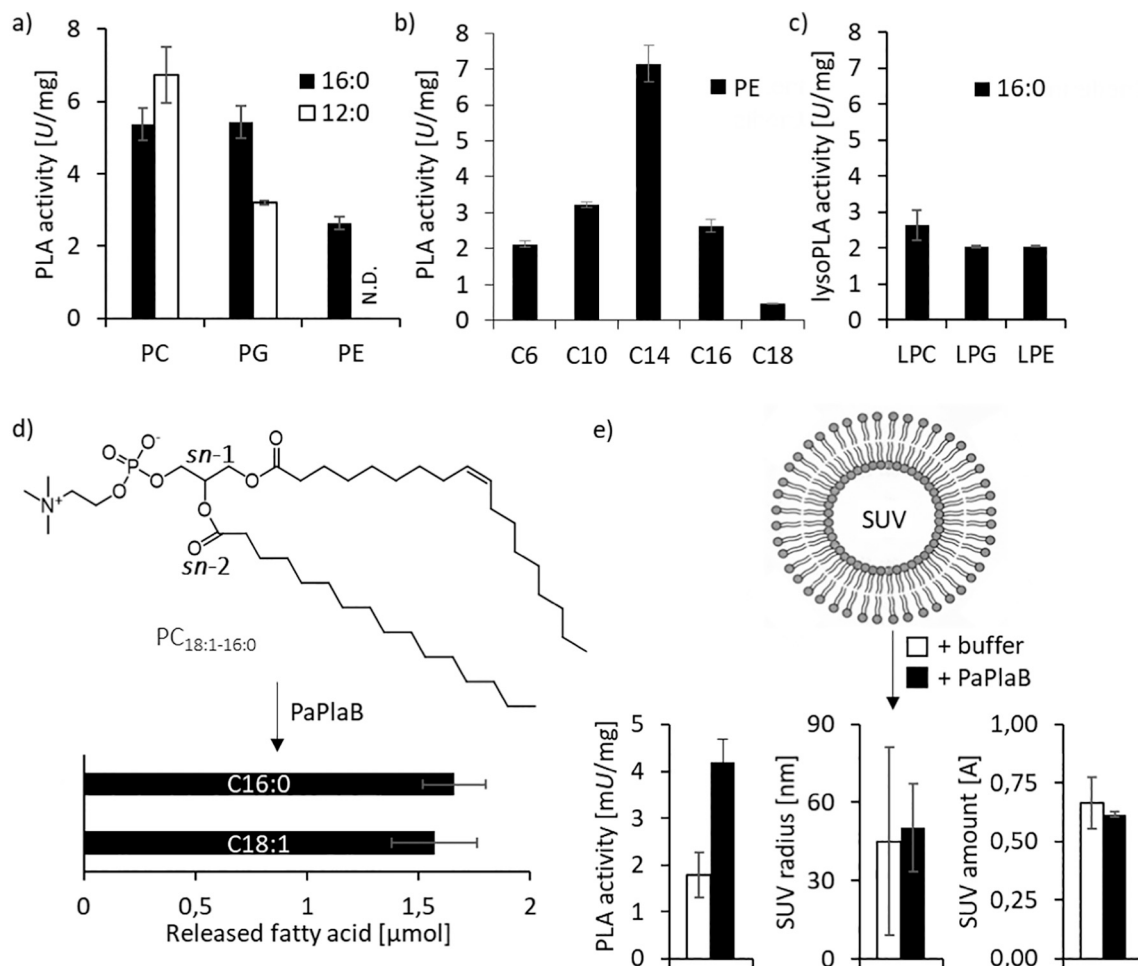 a)
PLA activity [U/mg]
8
6
4
2
0
16:0
12:0
N.D.
PC PG PE
b)
PLA activity [U/mg]
8
7
6
5
4
3
2
1
0
PE
C6 C10 C14 C16 C18
c)
lysoPLA activity [U/mg]
8
7
6
5
4
3
2
1
0
16:0
LPC LPG LPE
d)
O
O⁻
P
O
O
N⁺
sn-1
O
O
O
O
sn-2
PC18:1-16:0
PaPlaB
C16:0
C18:1
0 0,5 1 1,5 2
Released fatty acid [µmol]
e)
SUV
+ buffer
+ PaPlaB
PLA activity [mU/mg]
5
4
3
2
1
0
SUV radius [nm]
90
60
30
0
SUV amount [A]
1,00
0,75
0,50
0,25
0,00